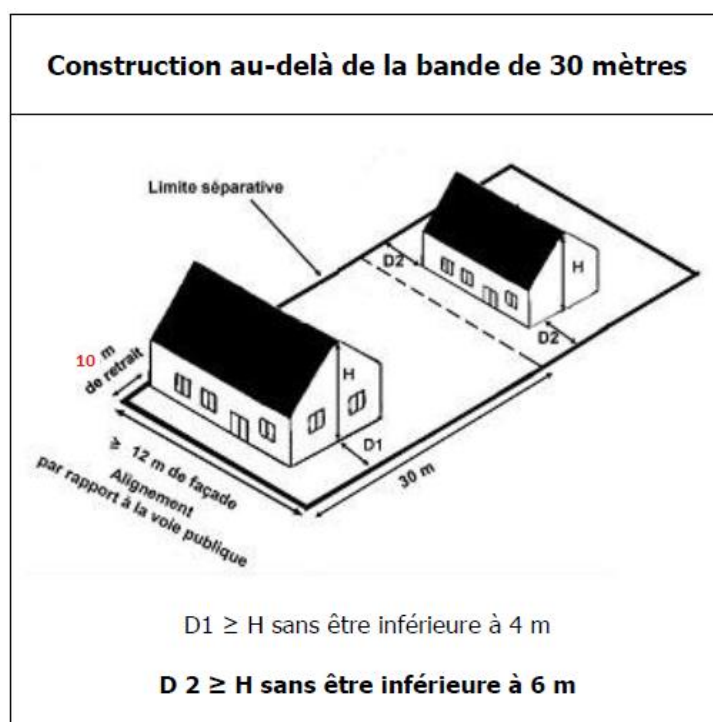 Construction au-delà de la bande de 30 mètres
Limite séparative
D2
H
D2
10 m
de retrait
H
D1
≥ 12 m de façade
Alignement
par rapport à la voie publique
30 m
D1 ≥ H sans être inférieure à 4 m
D 2 ≥ H sans être inférieure à 6 m